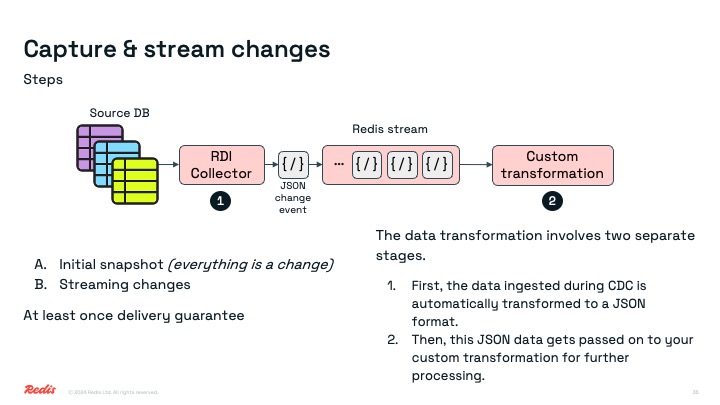 Capture & stream changes
Steps
Source DB
Redis stream
RDI
Collector
{/}
... {/} {/} {/}
Custom
transformation
JSON
change
event
1
2
A. Initial snapshot (everything is a change)
B. Streaming changes
At least once delivery guarantee
The data transformation involves two separate
stages.
1. First, the data ingested during CDC is
automatically transformed to a JSON
format.
2. Then, this JSON data gets passed on to your
custom transformation for further
processing.
Redis
© 2024 Redis Ltd. All rights reserved.